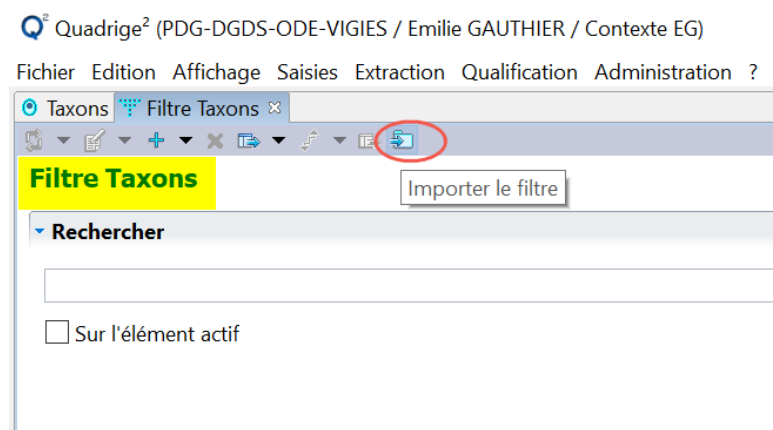 Quadrige² (PDG-DGDS-ODE-VIGIES / Emilie GAUTHIER / Contexte EG)
Fichier Edition Affichage Saisies Extraction Qualification Administration ?
Taxons Filtre Taxons
Filtre Taxons
Importer le filtre
Rechercher
Sur l'élément actif